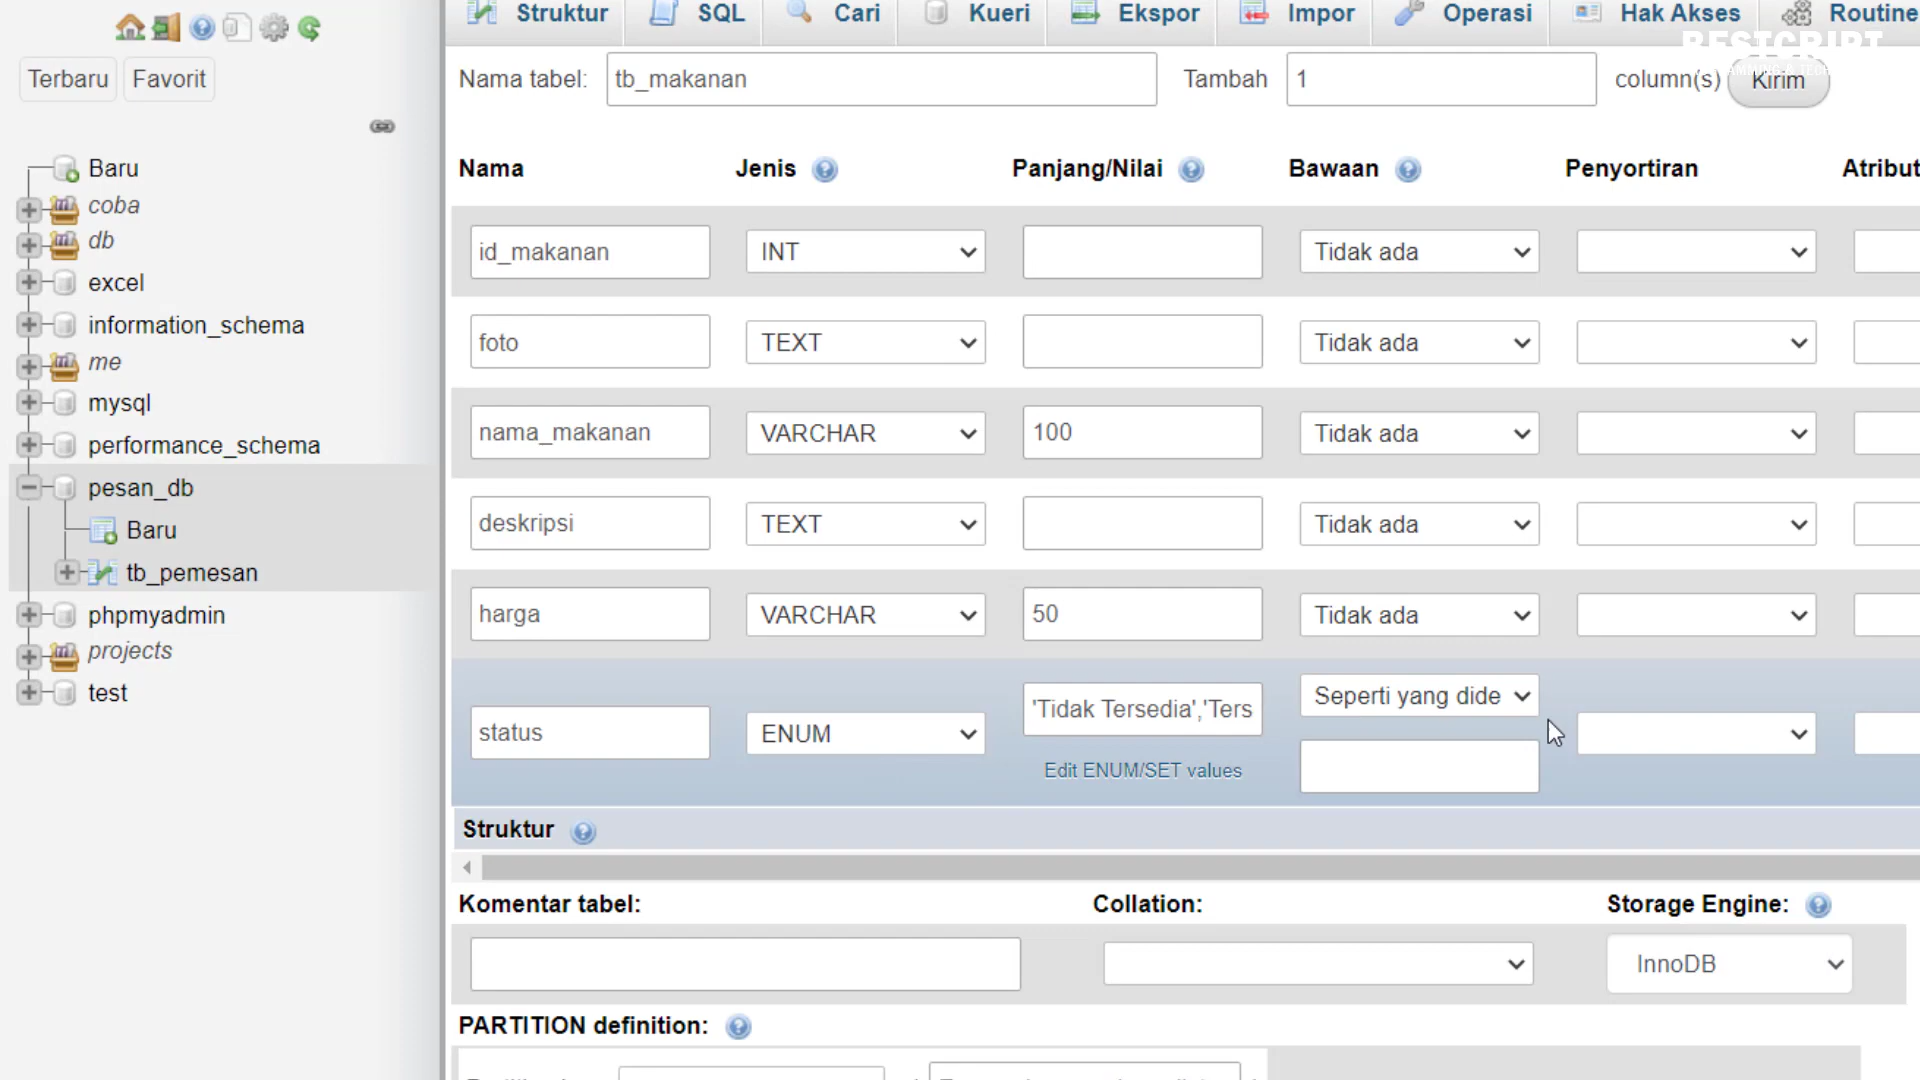 Struktur SQL Cari Kueri Ekspor Impor Operasi Hak Akses Routine
BESTCRIPT
Terbaru Favorit
Nama tabel: tb_makanan Tambah 1 column(s) Kirim
Baru
coba
db
excel
information_schema
me
mysql
performance_schema
pesan_db
Baru
tb_pemesan
phpmyadmin
projects
test
Nama Jenis Panjang/Nilai Bawaan Penyortiran Atribut
id_makanan INT Tidak ada
foto TEXT Tidak ada
nama_makanan VARCHAR 100 Tidak ada
deskripsi TEXT Tidak ada
harga VARCHAR 50 Tidak ada
status ENUM 'Tidak Tersedia','Ters Seperti yang dide
Edit ENUM/SET values
Struktur
Komentar tabel: Collation: Storage Engine:
InnoDB
PARTITION definition: